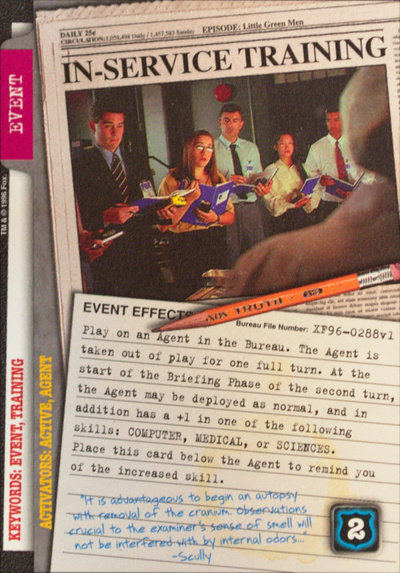 DAILY 25¢
EPISODE: Little Green Men
CIRCULATION: 1,058,498 Daily / 1,457,583 Sunday
IN-SERVICE TRAINING
EVENT
TM & © 1996 Fox.
KEYWORDS: EVENT, TRAINING
ACTIVATORS: ACTIVE, AGENT
TRUTH · 63
EVENT EFFECTS
Bureau File Number: XF96-0288v1
Play on an Agent in the Bureau. The Agent is
taken out of play for one full turn. At the
start of the Briefing Phase of the second turn,
the Agent may be deployed as normal, and in
addition has a +1 in one of the following
skills: COMPUTER, MEDICAL, or SCIENCES.
Place this card below the Agent to remind you
of the increased skill.
"It is advantageous to begin an autopsy
with removal of the cranium. Observations
crucial to the examiner's sense of smell will
not be interfered with by internal odors..."
-Scully
2